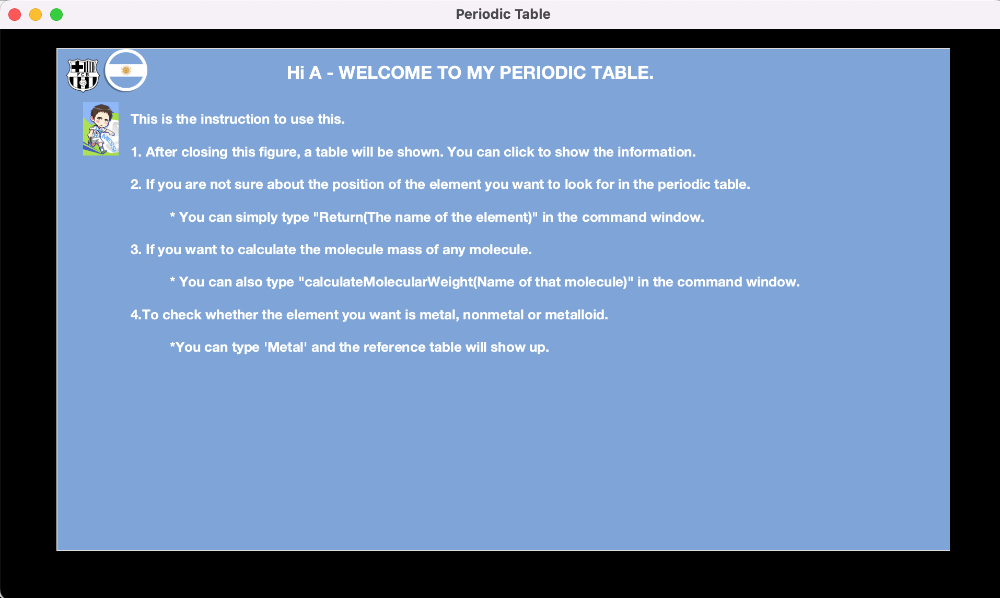 Periodic Table
FCB
Hi A - WELCOME TO MY PERIODIC TABLE.
MESSI
This is the instruction to use this.
1. After closing this figure, a table will be shown. You can click to show the information.
2. If you are not sure about the position of the element you want to look for in the periodic table.
* You can simply type "Return(The name of the element)" in the command window.
3. If you want to calculate the molecule mass of any molecule.
* You can also type "calculateMolecularWeight(Name of that molecule)" in the command window.
4.To check whether the element you want is metal, nonmetal or metalloid.
*You can type 'Metal' and the reference table will show up.